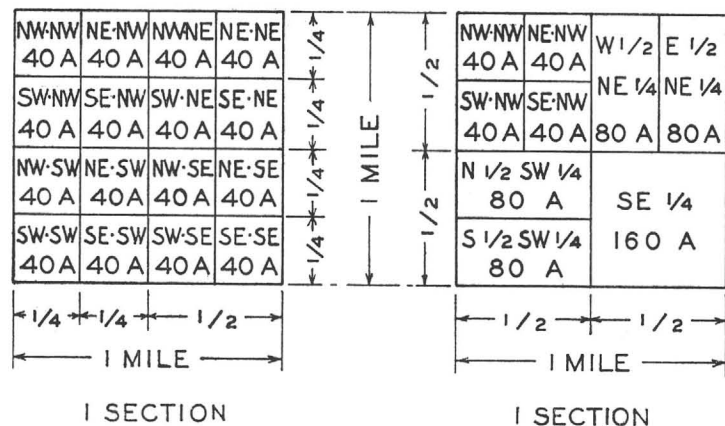 NW·NW NE·NW NW·NE NE·NE
40 A 40 A 40 A 40 A
SW·NW SE·NW SW·NE SE·NE
40 A 40 A 40 A 40 A
NW·SW NE·SW NW·SE NE·SE
40 A 40 A 40 A 40 A
SW·SW SE·SW SW·SE SE·SE
40 A 40 A 40 A 40 A
1/4
1/4
1/4
1/4
1/4 1/4 1/2
1 MILE
1 SECTION
1 MILE
1/2
1/2
NW·NW NE·NW
40 A 40 A
SW·NW SE·NW
40 A 40 A
W 1/2
NE 1/4
80 A
E 1/2
NE 1/4
80 A
N 1/2 SW 1/4
80 A
S 1/2 SW 1/4
80 A
SE 1/4
160 A
1/2 1/2
1 MILE
1 SECTION